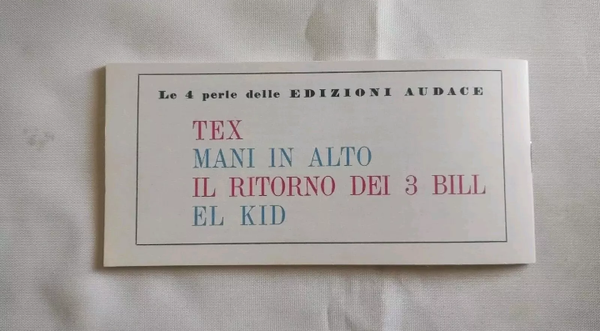 Le 4 perle delle EDIZIONI AUDACE
TEX
MANI IN ALTO
IL RITORNO DEI 3 BILL
EL KID